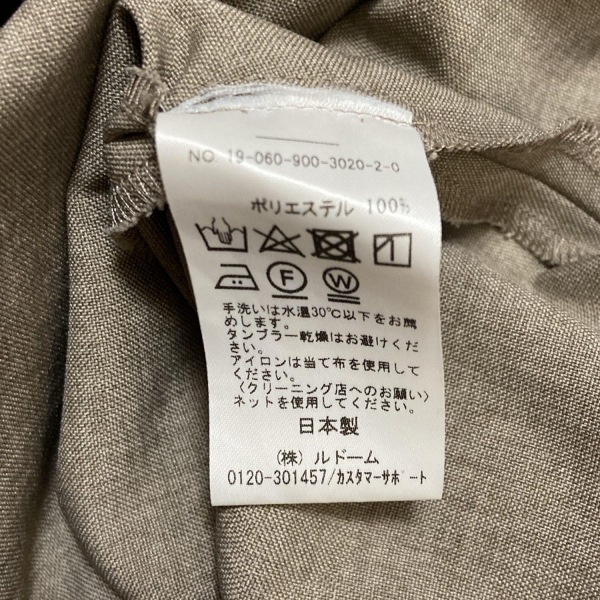 NO. 19-060-900-3020-2-0
ポリエステル 100%
F
W
手洗いは水温30℃以下をお薦
めします。
タンブラー乾燥はお避けくだ
さい。
アイロンは当て布を使用して
ください。
〈クリーニング店へのお願い〉
ネットを使用してください。
日本製
(株) ルドーム
0120-301457/カスタマーサポート